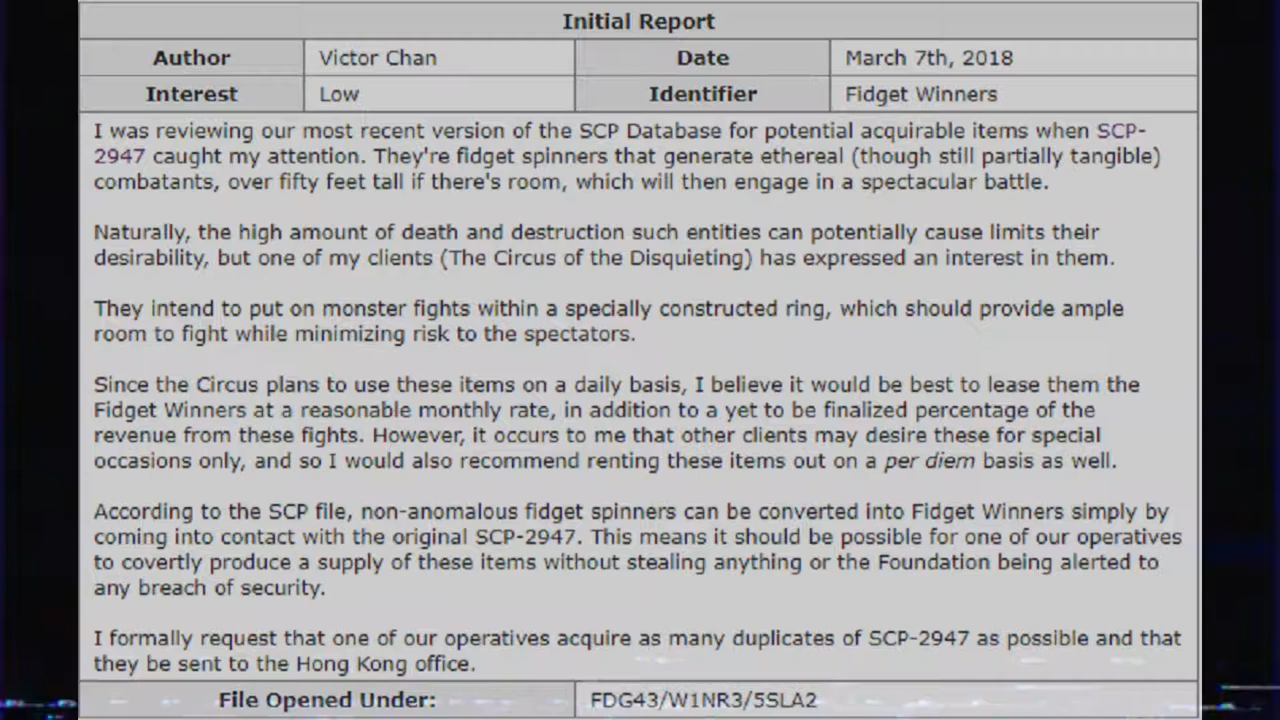 Initial Report
Author Victor Chan Date March 7th, 2018
Interest Low Identifier Fidget Winners
I was reviewing our most recent version of the SCP Database for potential acquirable items when SCP-
2947 caught my attention. They're fidget spinners that generate ethereal (though still partially tangible)
combatants, over fifty feet tall if there's room, which will then engage in a spectacular battle.
Naturally, the high amount of death and destruction such entities can potentially cause limits their
desirability, but one of my clients (The Circus of the Disquieting) has expressed an interest in them.
They intend to put on monster fights within a specially constructed ring, which should provide ample
room to fight while minimizing risk to the spectators.
Since the Circus plans to use these items on a daily basis, I believe it would be best to lease them the
Fidget Winners at a reasonable monthly rate, in addition to a yet to be finalized percentage of the
revenue from these fights. However, it occurs to me that other clients may desire these for special
occasions only, and so I would also recommend renting these items out on a per diem basis as well.
According to the SCP file, non-anomalous fidget spinners can be converted into Fidget Winners simply by
coming into contact with the original SCP-2947. This means it should be possible for one of our operatives
to covertly produce a supply of these items without stealing anything or the Foundation being alerted to
any breach of security.
I formally request that one of our operatives acquire as many duplicates of SCP-2947 as possible and that
they be sent to the Hong Kong office.
File Opened Under: FDG43/W1NR3/5SLA2